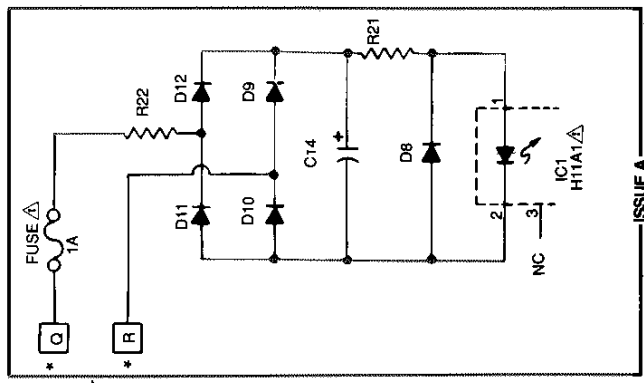 * Q
FUSE ⚠
1A
* R
R22
D12
D9
D11
D10
C14
+
R21
D8
1
2
3
NC
IC1
H11A1⚠
ISSUE A